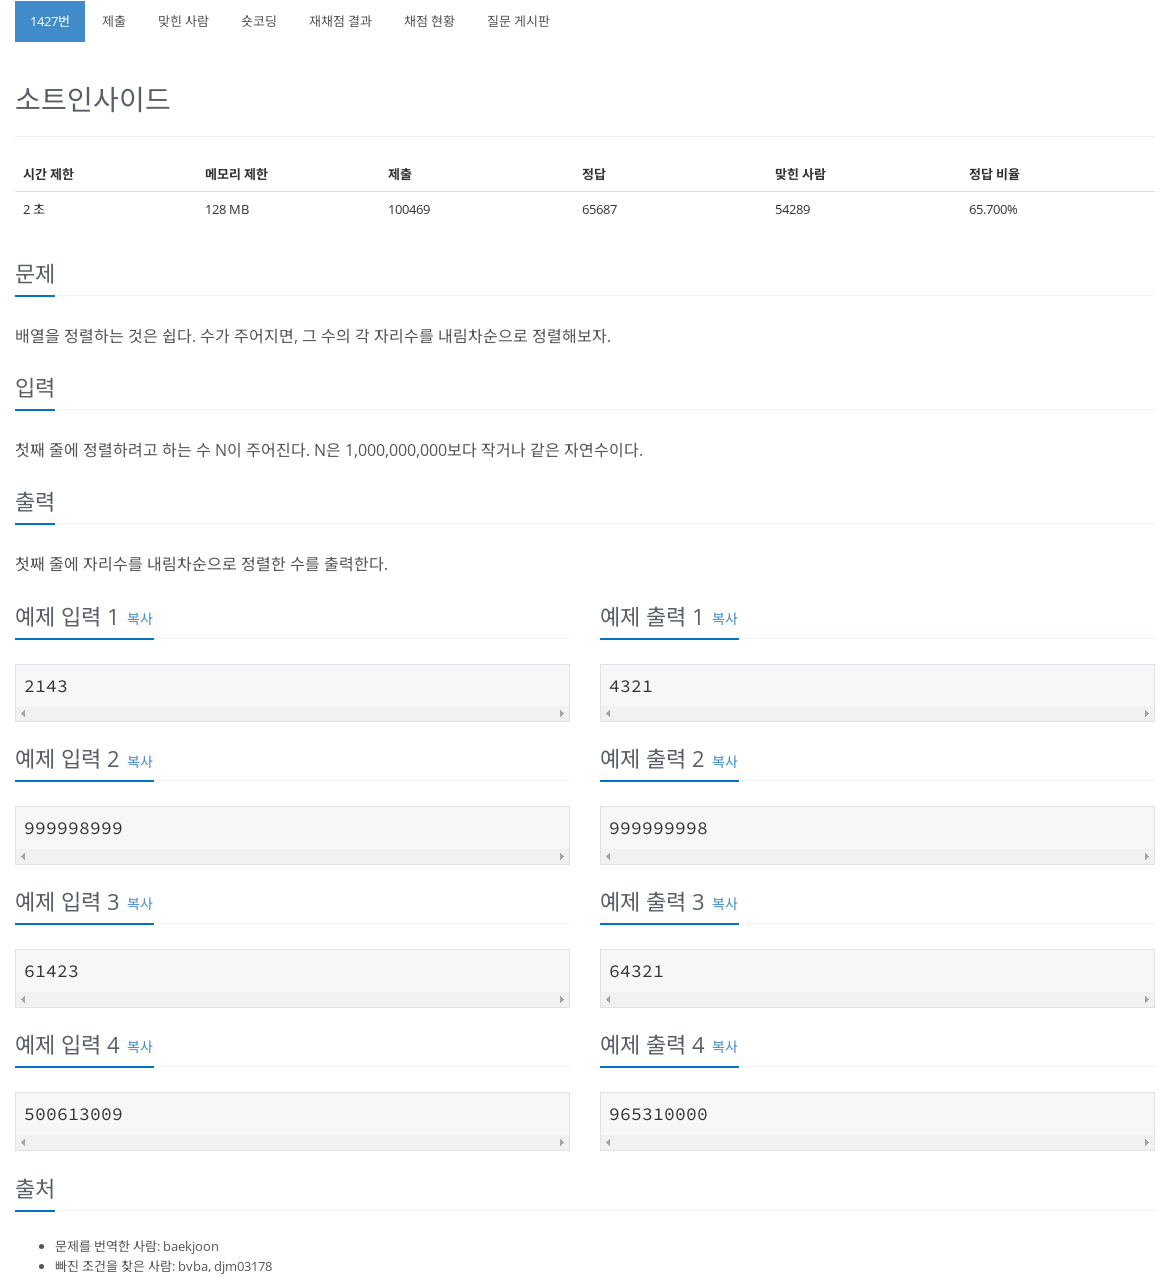 1427번 제출 맞힌 사람 숏코딩 재채점 결과 채점 현황 질문 게시판
소트인사이드
시간 제한 메모리 제한 제출 정답 맞힌 사람 정답 비율
2 초 128 MB 100469 65687 54289 65.700%
문제
배열을 정렬하는 것은 쉽다. 수가 주어지면, 그 수의 각 자리수를 내림차순으로 정렬해보자.
입력
첫째 줄에 정렬하려고 하는 수 N이 주어진다. N은 1,000,000,000보다 작거나 같은 자연수이다.
출력
첫째 줄에 자리수를 내림차순으로 정렬한 수를 출력한다.
예제 입력 1 복사 예제 출력 1 복사
2143 4321
예제 입력 2 복사 예제 출력 2 복사
999998999 999999998
예제 입력 3 복사 예제 출력 3 복사
61423 64321
예제 입력 4 복사 예제 출력 4 복사
500613009 965310000
출처
문제를 번역한 사람: baekjoon
빠진 조건을 찾은 사람: bvba, djm03178